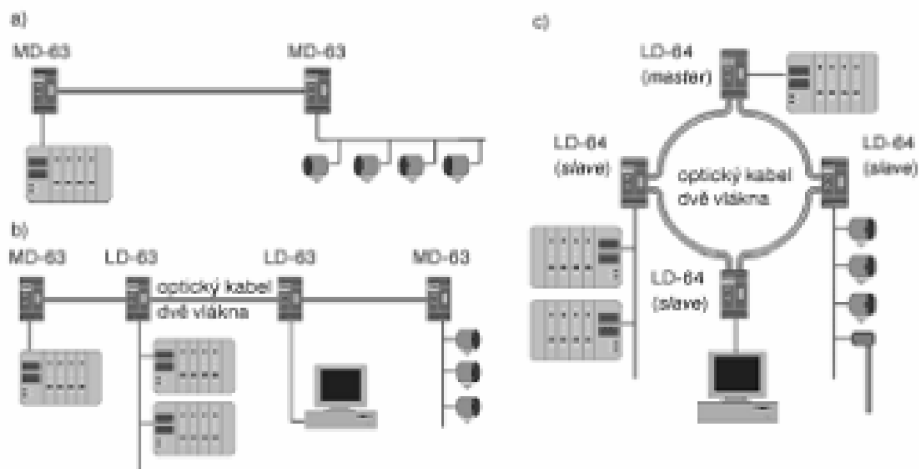 a)
MD-63
MD-63
b)
MD-63
LD-63
LD-63
MD-63
optický kabel
dvě vlákna
c)
LD-64
(master)
LD-64
(slave)
LD-64
(slave)
optický kabel
dvě vlákna
LD-64
(slave)